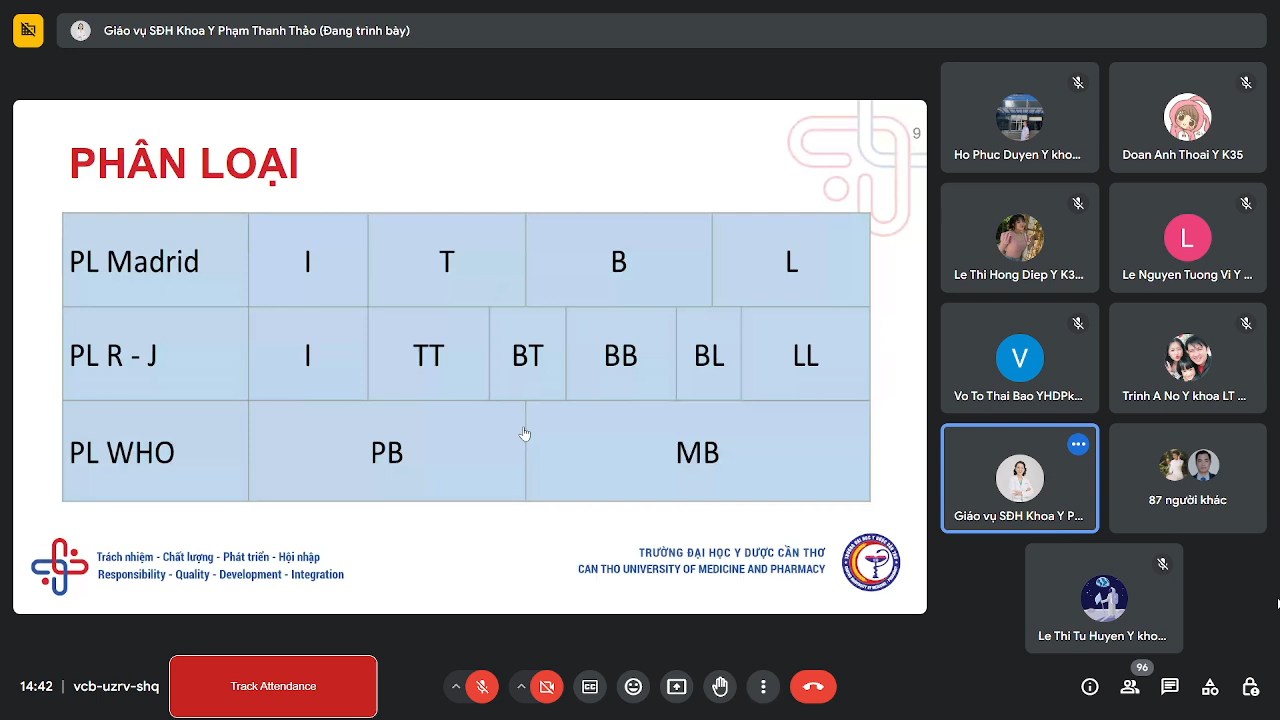 Giáo vụ SĐH Khoa Y Phạm Thanh Thảo (Đang trình bày)
9
PHÂN LOẠI
PL Madrid I T B L
PL R - J I TT BT BB BL LL
PL WHO PB MB
Trách nhiệm - Chất lượng - Phát triển - Hội nhập
Responsibility - Quality - Development - Integration
TRƯỜNG ĐẠI HỌC Y DƯỢC CẦN THƠ
CAN THO UNIVERSITY OF MEDICINE AND PHARMACY
Ho Phuc Duyen Y kho...
Doan Anh Thoai Y K35
Le Thi Hong Diep Y K3...
L
Le Nguyen Tuong Vi Y ...
V
Vo To Thai Bao YHDPk...
Trinh A No Y khoa LT ...
Giáo vụ SĐH Khoa Y P...
87 người khác
Le Thi Tu Huyen Y kho...
14:42 | vcb-uzrv-shq
Track Attendance
96